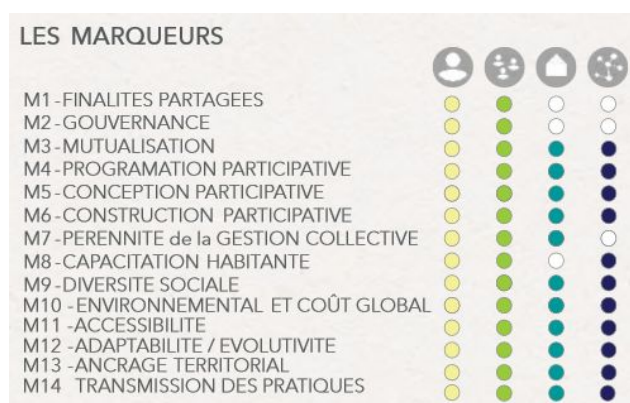 LES MARQUEURS
M1-FINALITES PARTAGEES
M2-GOUVERNANCE
M3-MUTUALISATION
M4-PROGRAMATION PARTICIPATIVE
M5-CONCEPTION PARTICIPATIVE
M6-CONSTRUCTION PARTICIPATIVE
M7-PERENNITE de la GESTION COLLECTIVE
M8-CAPACITATION HABITANTE
M9-DIVERSITE SOCIALE
M10 -ENVIRONNEMENTAL ET COÛT GLOBAL
M11 -ACCESSIBILITE
M12 -ADAPTABILITE / EVOLUTIVITE
M13 -ANCRAGE TERRITORIAL
M14 TRANSMISSION DES PRATIQUES